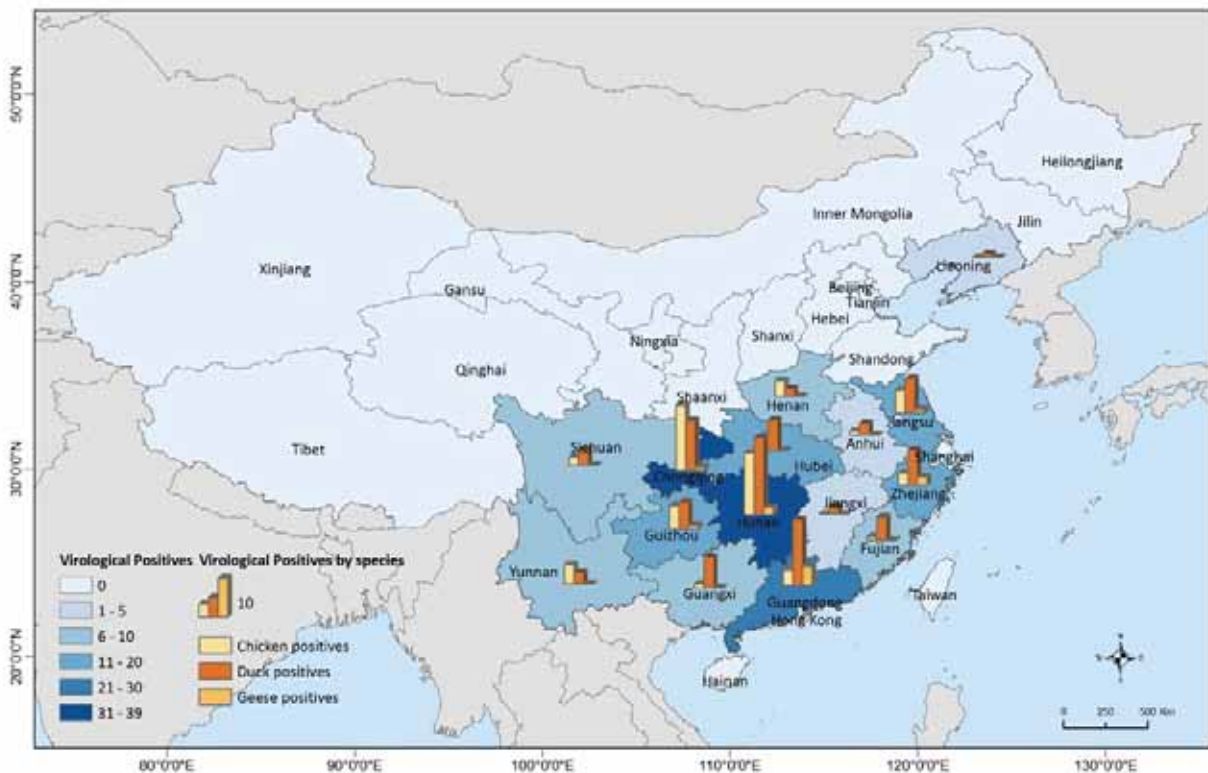 50°0'0"N
40°0'0"N
30°0'0"N
20°0'0"N
Heilongjiang
Inner Mongolia
Jilin
Xinjiang
Liaoning
Gansu
Beijing
Tianjin
Hebei
Ningxia
Shanxi
Shandong
Qinghai
Shaanxi
Henan
Jiangsu
Tibet
Sichuan
Anhui
Shanghai
Hubei
Chongqing
Zhejiang
Jiangxi
Hunan
Guizhou
Fujian
Yunnan
Guangxi
Guangdong
Hong Kong
Taiwan
Hainan
Virological Positives
0
1 - 5
6 - 10
11 - 20
21 - 30
31 - 39
Virological Positives by species
10
Chicken positives
Duck positives
Geese positives
N
S
0 250 500 Km
80°0'0"E 90°0'0"E 100°0'0"E 110°0'0"E 120°0'0"E 130°0'0"E